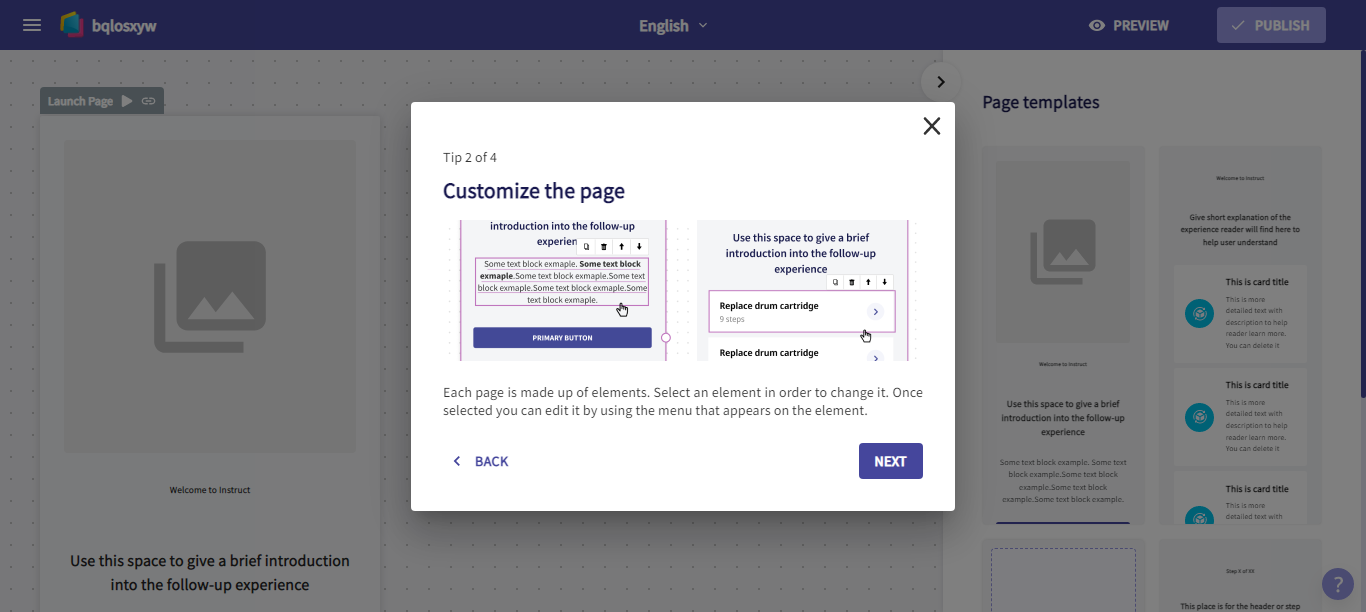 bqlosxyw
English
PREVIEW
PUBLISH
Launch Page
Welcome to Instruct
Use this space to give a brief introduction
into the follow-up experience
Tip 2 of 4
Customize the page
introduction into the follow-up
experien
Some text block exmaple. Some text block
exmaple.Some text block exmaple.Some text
block exmaple.Some text block exmaple.Some
text block exmaple.
PRIMARY BUTTON
Use this space to give a brief
introduction into the follow-up
experience
Replace drum cartridge
9 steps
Replace drum cartridge
Each page is made up of elements. Select an element in order to change it. Once
selected you can edit it by using the menu that appears on the element.
BACK
NEXT
Page templates
Welcome to Instruct
Use this space to give a brief
introduction into the follow-up
experience
Some text block exmaple. Some text
block exmaple.Some text block
exmaple.Some text block
exmaple.Some text block exmaple.
Welcome to Instruct
Give short explanation of the
experience reader will find here to
help user understand
This is card title
This is more
detailed text with
description to help
reader learn more.
You can delete it
This is card title
This is more
detailed text with
description to help
reader learn more.
You can delete it
This is card title
This is more
detailed text with
Step X of XX
This place is for the header or step
?